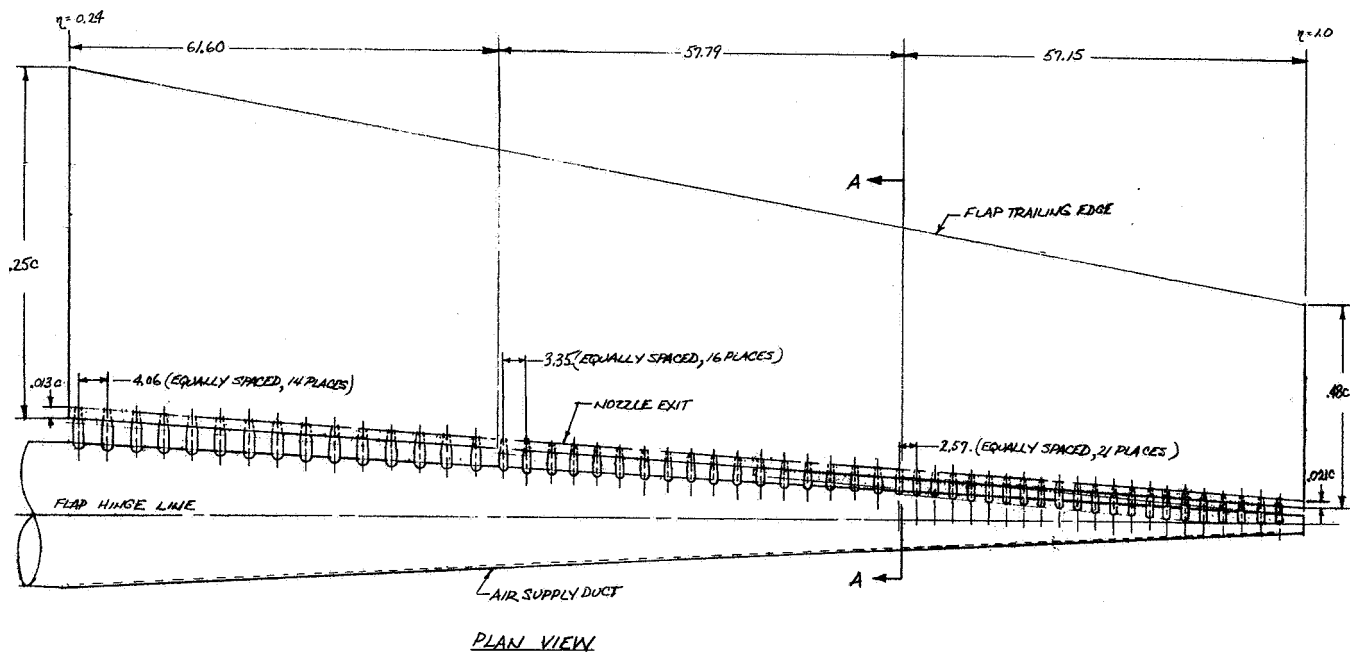 η=0.24
η=1.0
61.60
57.79
57.15
A
FLAP TRAILING EDGE
.25C
.48C
.013C
4.06 (EQUALLY SPACED, 14 PLACES)
3.35 (EQUALLY SPACED, 16 PLACES)
NOZZLE EXIT
2.57 (EQUALLY SPACED, 21 PLACES)
.021C
FLAP HINGE LINE
A
AIR SUPPLY DUCT
PLAN VIEW